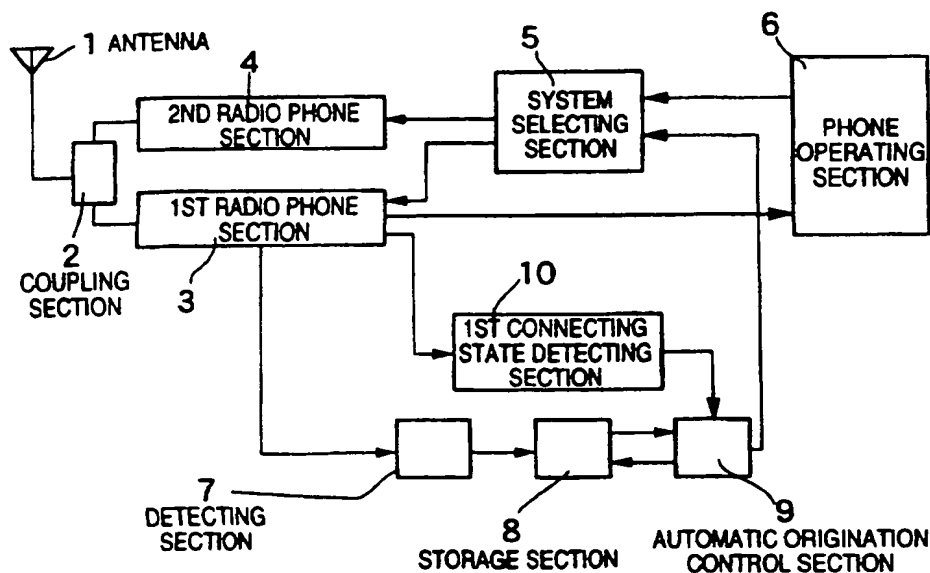 1 ANTENNA
4
2ND RADIO PHONE
SECTION
5
SYSTEM
SELECTING
SECTION
6
PHONE
OPERATING
SECTION
2
COUPLING
SECTION
1ST RADIO PHONE
SECTION
3
10
1ST CONNECTING
STATE DETECTING
SECTION
7
DETECTING
SECTION
8
STORAGE SECTION
9
AUTOMATIC ORIGINATION
CONTROL SECTION